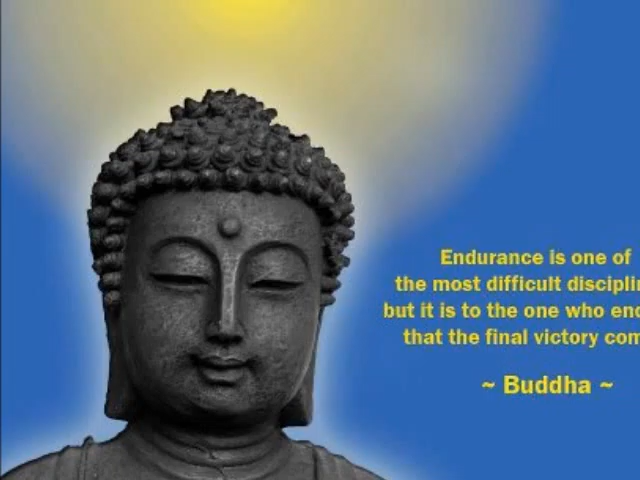 Endurance is one of
the most difficult
but it is to the one who
that the final victory
~ Buddha ~